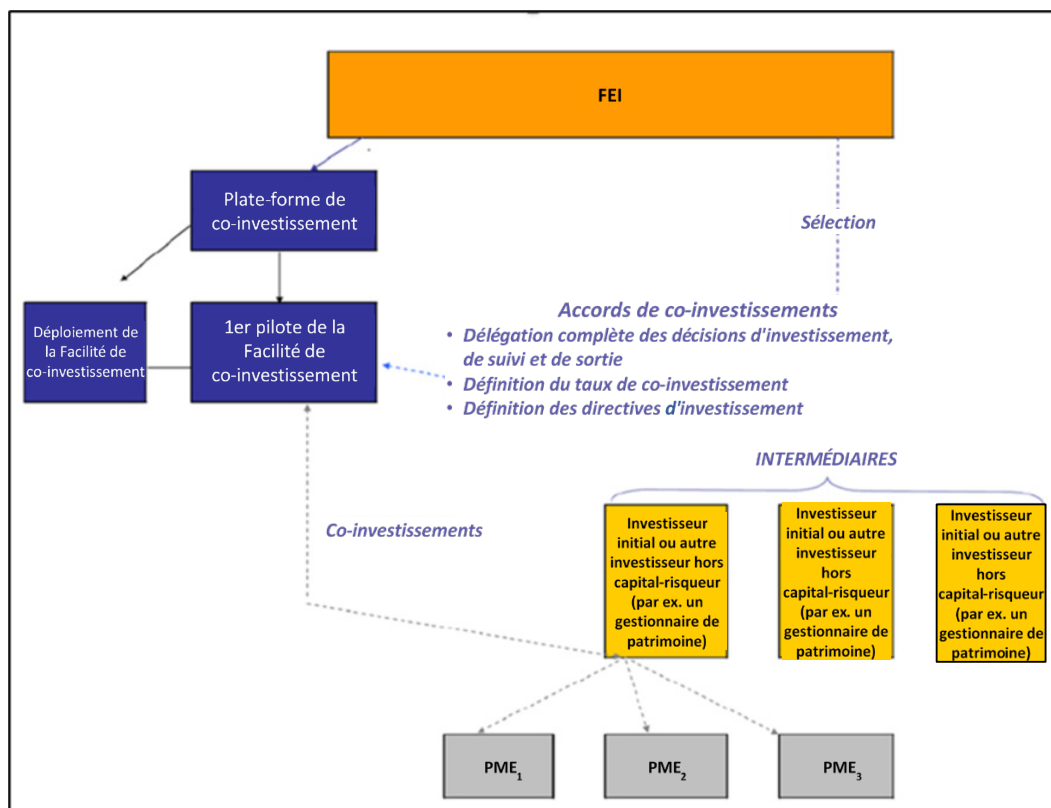 FEI
Plate-forme de
co-investissement
Sélection
Déploiement de
la Facilité de
co-investissement
1er pilote de la
Facilité de
co-investissement
Accords de co-investissements
• Délégation complète des décisions d'investissement,
de suivi et de sortie
• Définition du taux de co-investissement
• Définition des directives d'investissement
INTERMÉDIAIRES
Co-investissements
Investisseur
initial ou autre
investisseur hors
capital-risqueur
(par ex. un
gestionnaire de
patrimoine)
Investisseur
initial ou autre
investisseur
hors
capital-risqueur
(par ex. un
gestionnaire de
patrimoine)
Investisseur
initial ou autre
investisseur
hors
capital-risqueur
(par ex. un
gestionnaire de
patrimoine)
PME1
PME2
PME3